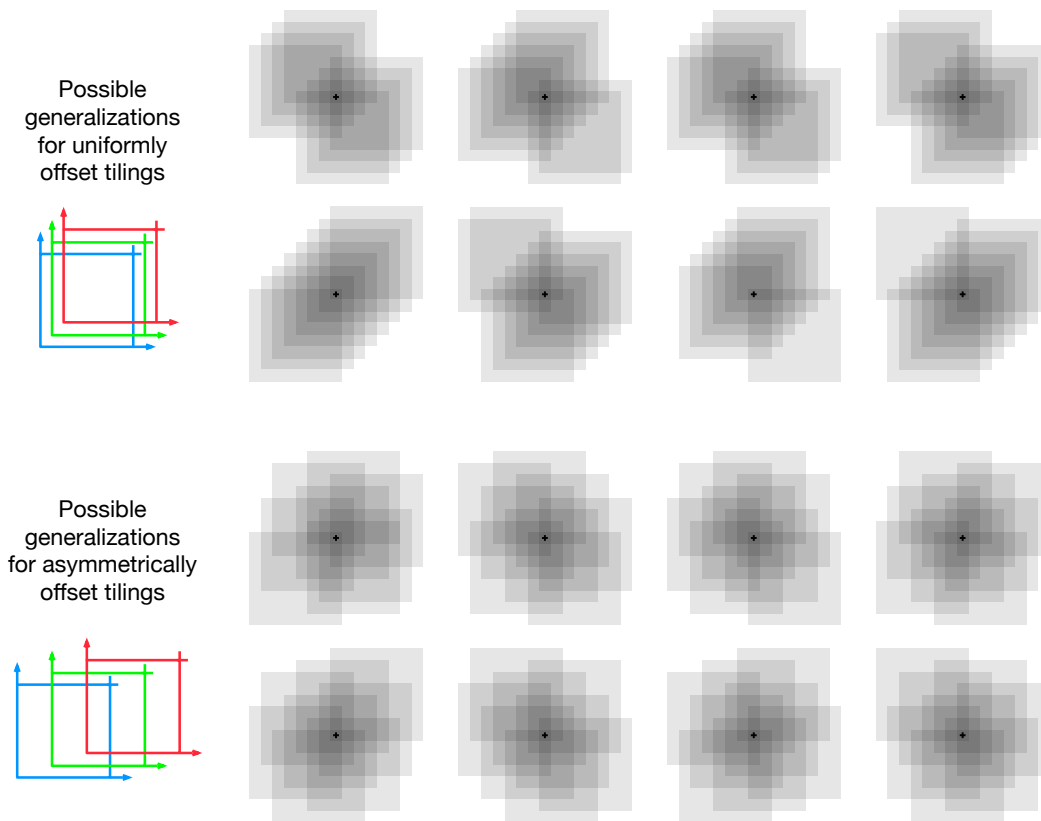 Possible
generalizations
for uniformly
offset tilings
Possible
generalizations
for asymmetrically
offset tilings